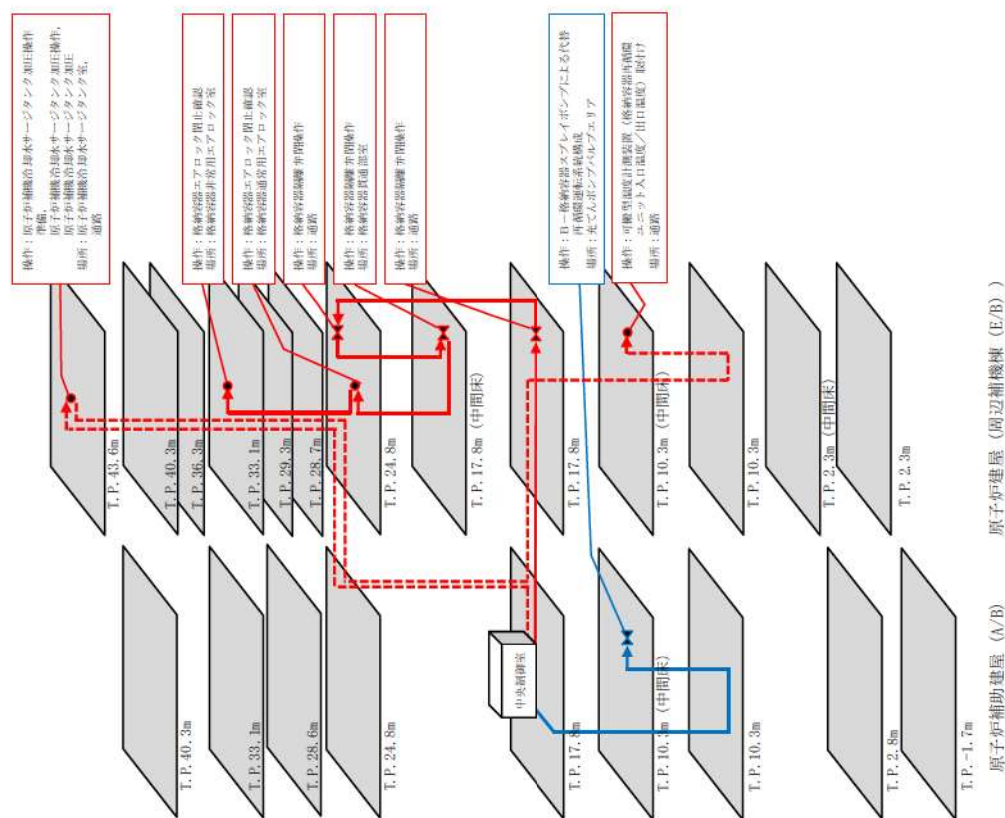 操作：原子炉補機冷却水サージタンク加圧操作
準備，
原子炉補機冷却水サージタンク加圧操作，
原子炉補機冷却水サージタンク加圧
場所：原子炉補機冷却水サージタンク室，
通路
操作：格納容器エアロック閉止確認
場所：格納容器非常用エアロック室
操作：格納容器エアロック閉止確認
場所：格納容器通常用エアロック室
操作：格納容器隔離弁閉操作
場所：通路
操作：格納容器隔離弁閉操作
場所：格納容器貫通部室
操作：格納容器隔離弁閉操作
場所：通路
操作：B－格納容器スプレイポンプによる代替
再循環運転系統構成
場所：充てんポンプバルブエリア
操作：可搬型温度計測装置（格納容器再循環
ユニット入口温度／出口温度）取付け
場所：通路
T.P.43.6m
T.P.40.3m
T.P.36.3m
T.P.33.1m
T.P.29.3m
T.P.28.7m
T.P.24.8m
T.P.17.8m（中間床）
T.P.17.8m
T.P.10.3m（中間床）
T.P.10.3m
T.P.2.3m（中間床）
T.P.2.3m
原子炉建屋（周辺補機棟（E/B））
T.P.40.3m
T.P.33.1m
T.P.28.6m
T.P.24.8m
中央制御室
T.P.17.8m
T.P.10.3m（中間床）
T.P.10.3m
T.P.2.8m
T.P.-1.7m
原子炉補助建屋（A/B）